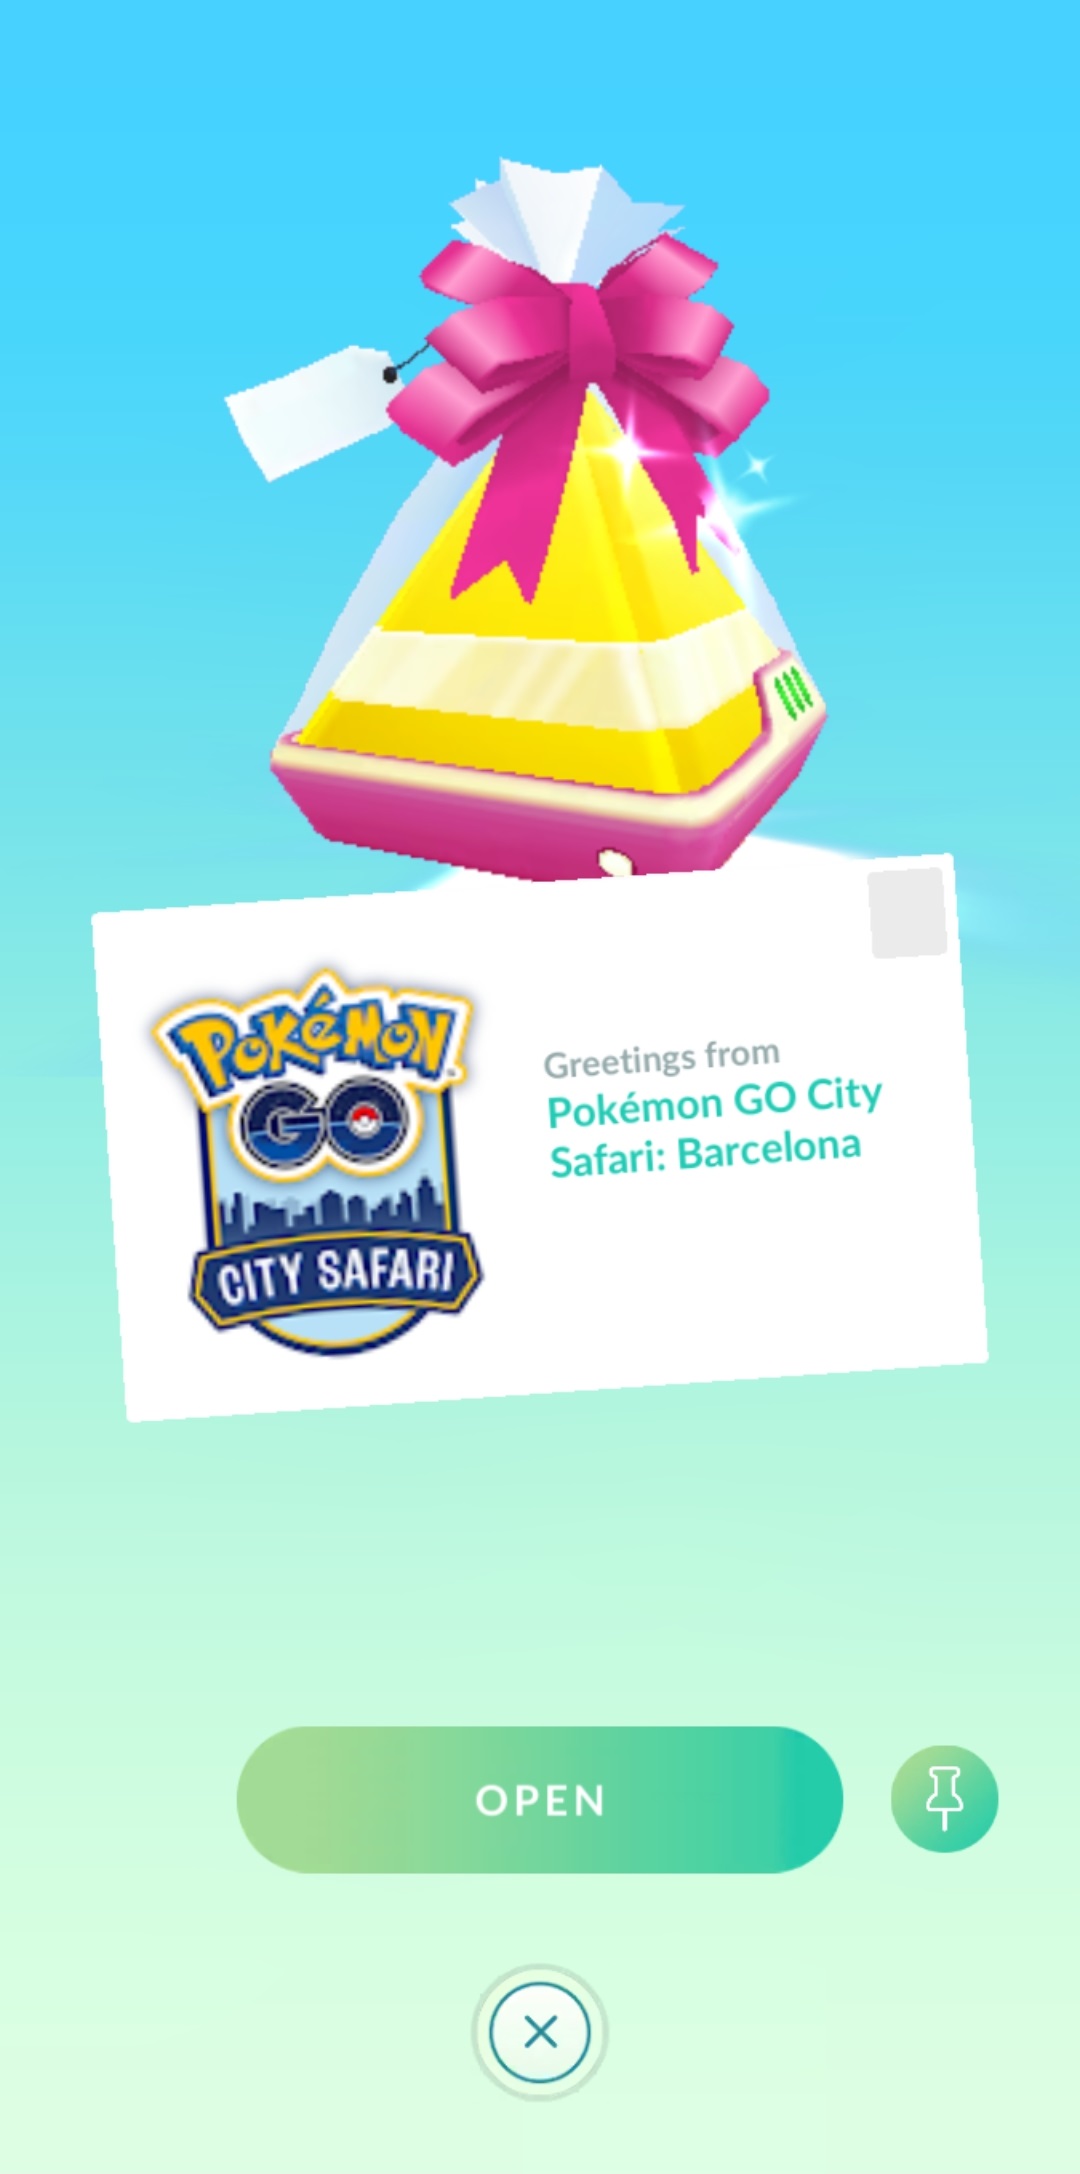 Pokémon
GO
CITY SAFARI
Greetings from
Pokémon GO City
Safari: Barcelona
OPEN